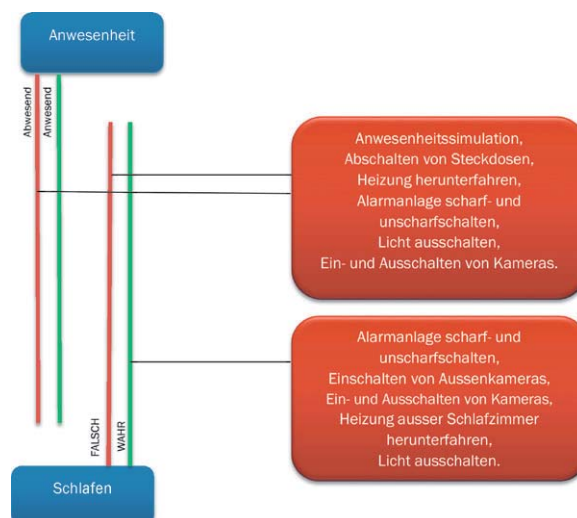 Anwesenheit
Abwesend
Anwesend
Anwesenheitssimulation,
Abschalten von Steckdosen,
Heizung herunterfahren,
Alarmanlage scharf- und
unscharfschalten,
Licht ausschalten,
Ein- und Ausschalten von Kameras.
Alarmanlage scharf- und
unscharfschalten,
Einschalten von Aussenkameras,
Ein- und Ausschalten von Kameras,
Heizung ausser Schlafzimmer
herunterfahren,
Licht ausschalten.
FALSCH
WAHR
Schlafen